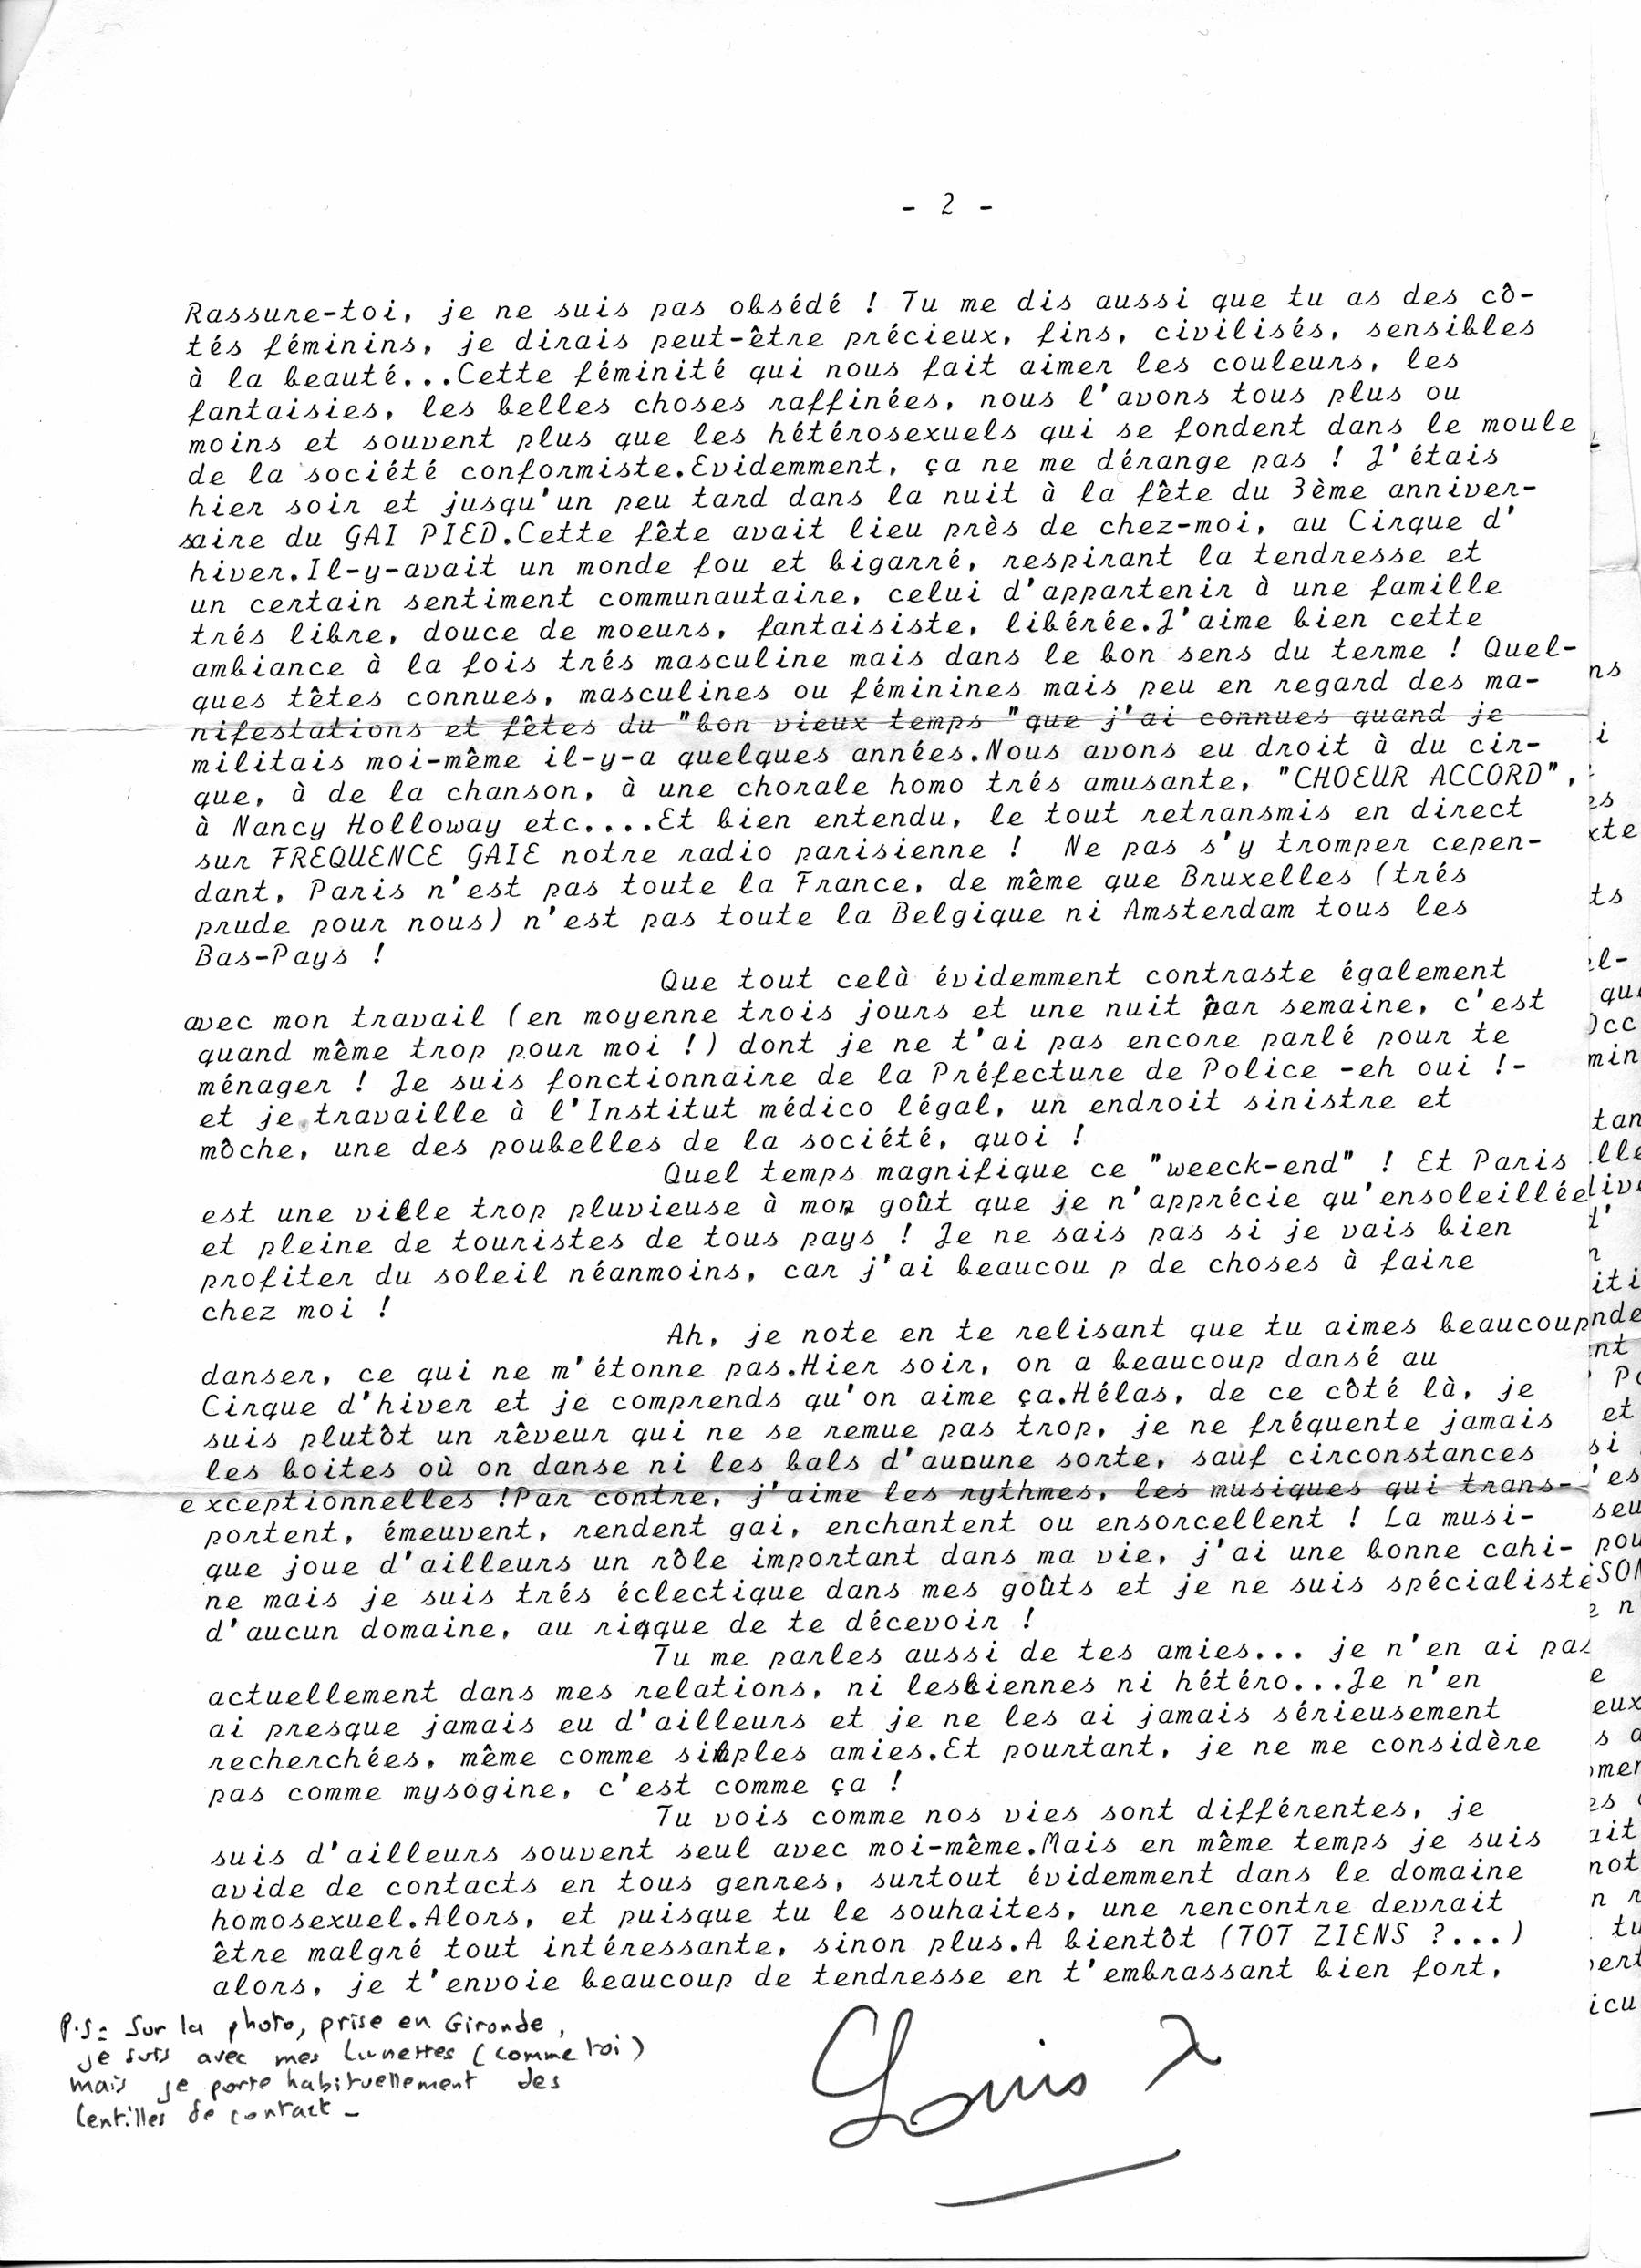 - 2 -
Rassure-toi, je ne suis pas obsédé ! Tu me dis aussi que tu as des cô-
tés féminins, je dirais peut-être précieux, fins, civilisés, sensibles
à la beauté...Cette féminité qui nous fait aimer les couleurs, les
fantaisies, les belles choses raffinées, nous l'avons tous plus ou
moins et souvent plus que les hétérosexuels qui se fondent dans le moule
de la société conformiste.Evidemment, ça ne me dérange pas ! J'étais
hier soir et jusqu'un peu tard dans la nuit à la fête du 3ème anniver-
saire du GAI PIED.Cette fête avait lieu près de chez-moi, au Cirque d'
hiver.Il-y-avait un monde fou et bigarré, respirant la tendresse et
un certain sentiment communautaire, celui d'appartenir à une famille
trés libre, douce de moeurs, fantaisiste, libérée.J'aime bien cette
ambiance à la fois trés masculine mais dans le bon sens du terme ! Quel-
ques têtes connues, masculines ou féminines mais peu en regard des ma-
nifestations et fêtes du "bon vieux temps "que j'ai connues quand je
militais moi-même il-y-a quelques années.Nous avons eu droit à du cir-
que, à de la chanson, à une chorale homo trés amusante, "CHOEUR ACCORD",
à Nancy Holloway etc....Et bien entendu, le tout retransmis en direct
sur FREQUENCE GAIE notre radio parisienne ! Ne pas s'y tromper cepen-
dant, Paris n'est pas toute la France, de même que Bruxelles (trés
prude pour nous) n'est pas toute la Belgique ni Amsterdam tous les
Bas-Pays !
Que tout celà évidemment contraste également
avec mon travail (en moyenne trois jours et une nuit par semaine, c'est
quand même trop pour moi !) dont je ne t'ai pas encore parlé pour te
ménager ! Je suis fonctionnaire de la Préfecture de Police -eh oui !-
et je travaille à l'Institut médico légal, un endroit sinistre et
môche, une des poubelles de la société, quoi !
Quel temps magnifique ce "weeck-end" ! Et Paris
est une ville trop pluvieuse à mon goût que je n'apprécie qu'ensoleillée
et pleine de touristes de tous pays ! Je ne sais pas si je vais bien
profiter du soleil néanmoins, car j'ai beaucou p de choses à faire
chez moi !
Ah, je note en te relisant que tu aimes beaucoup
danser, ce qui ne m'étonne pas.Hier soir, on a beaucoup dansé au
Cirque d'hiver et je comprends qu'on aime ça.Hélas, de ce côté là, je
suis plutôt un rêveur qui ne se remue pas trop, je ne fréquente jamais
les boites où on danse ni les bals d'aucune sorte, sauf circonstances
exceptionnelles !Par contre, j'aime les rythmes, les musiques qui trans-
portent, émeuvent, rendent gai, enchantent ou ensorcellent ! La musi-
que joue d'ailleurs un rôle important dans ma vie, j'ai une bonne cahi-
ne mais je suis trés éclectique dans mes goûts et je ne suis spécialiste
d'aucun domaine, au risque de te décevoir !
Tu me parles aussi de tes amies... je n'en ai pas
actuellement dans mes relations, ni lesbiennes ni hétéro...Je n'en
ai presque jamais eu d'ailleurs et je ne les ai jamais sérieusement
recherchées, même comme simples amies.Et pourtant, je ne me considère
pas comme mysogine, c'est comme ça !
Tu vois comme nos vies sont différentes, je
suis d'ailleurs souvent seul avec moi-même.Mais en même temps je suis
avide de contacts en tous genres, surtout évidemment dans le domaine
homosexuel.Alors, et puisque tu le souhaites, une rencontre devrait
être malgré tout intéressante, sinon plus.A bientôt (TOT ZIENS ?...)
alors, je t'envoie beaucoup de tendresse en t'embrassant bien fort,
P.S: Sur la photo, prise en Gironde,
je suis avec mes lunettes (comme toi)
mais je porte habituellement des
lentilles de contact -
Louis λ